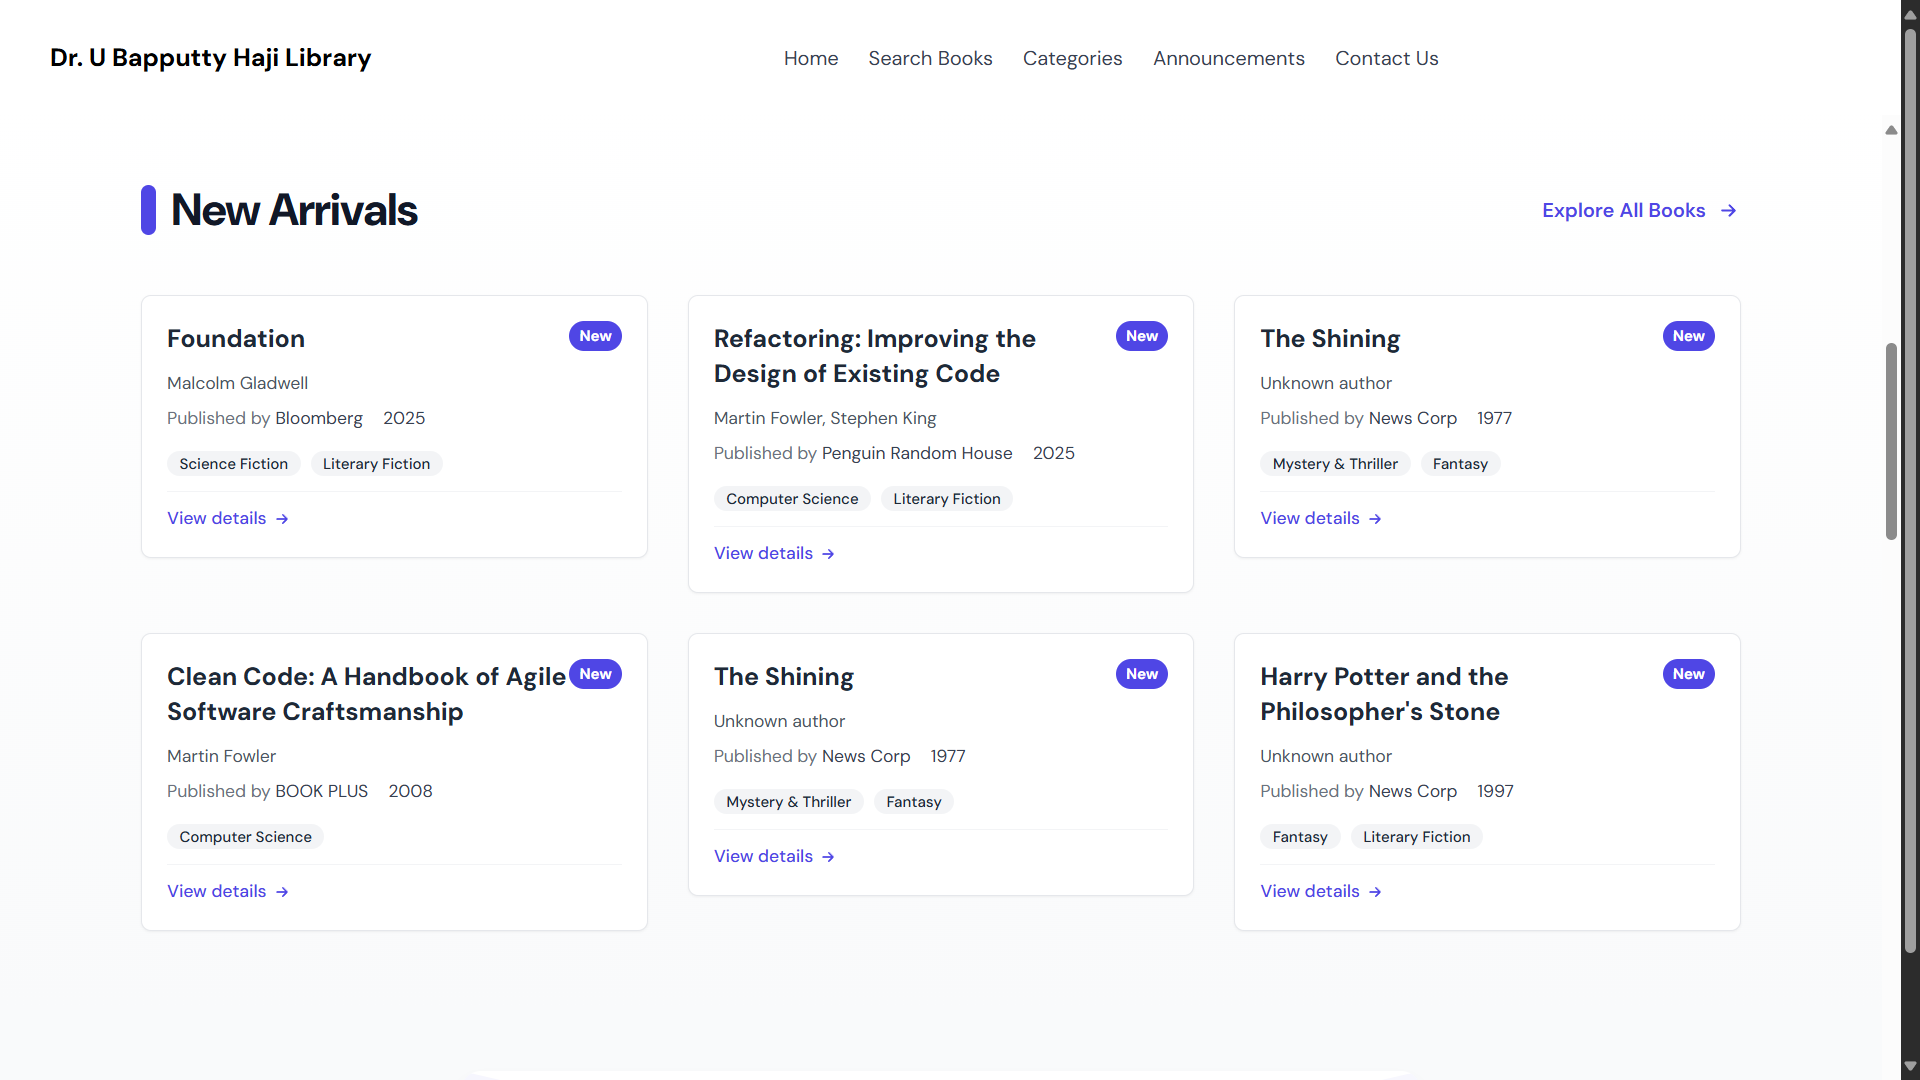 Dr. U Bapputty Haji Library
Home Search Books Categories Announcements Contact Us
New Arrivals
Explore All Books →
Foundation
New
Malcolm Gladwell
Published by Bloomberg 2025
Science Fiction Literary Fiction
View details →
Refactoring: Improving the
Design of Existing Code
New
Martin Fowler, Stephen King
Published by Penguin Random House 2025
Computer Science Literary Fiction
View details →
The Shining
New
Unknown author
Published by News Corp 1977
Mystery & Thriller Fantasy
View details →
Clean Code: A Handbook of Agile
Software Craftsmanship
New
Martin Fowler
Published by BOOK PLUS 2008
Computer Science
View details →
The Shining
New
Unknown author
Published by News Corp 1977
Mystery & Thriller Fantasy
View details →
Harry Potter and the
Philosopher's Stone
New
Unknown author
Published by News Corp 1997
Fantasy Literary Fiction
View details →